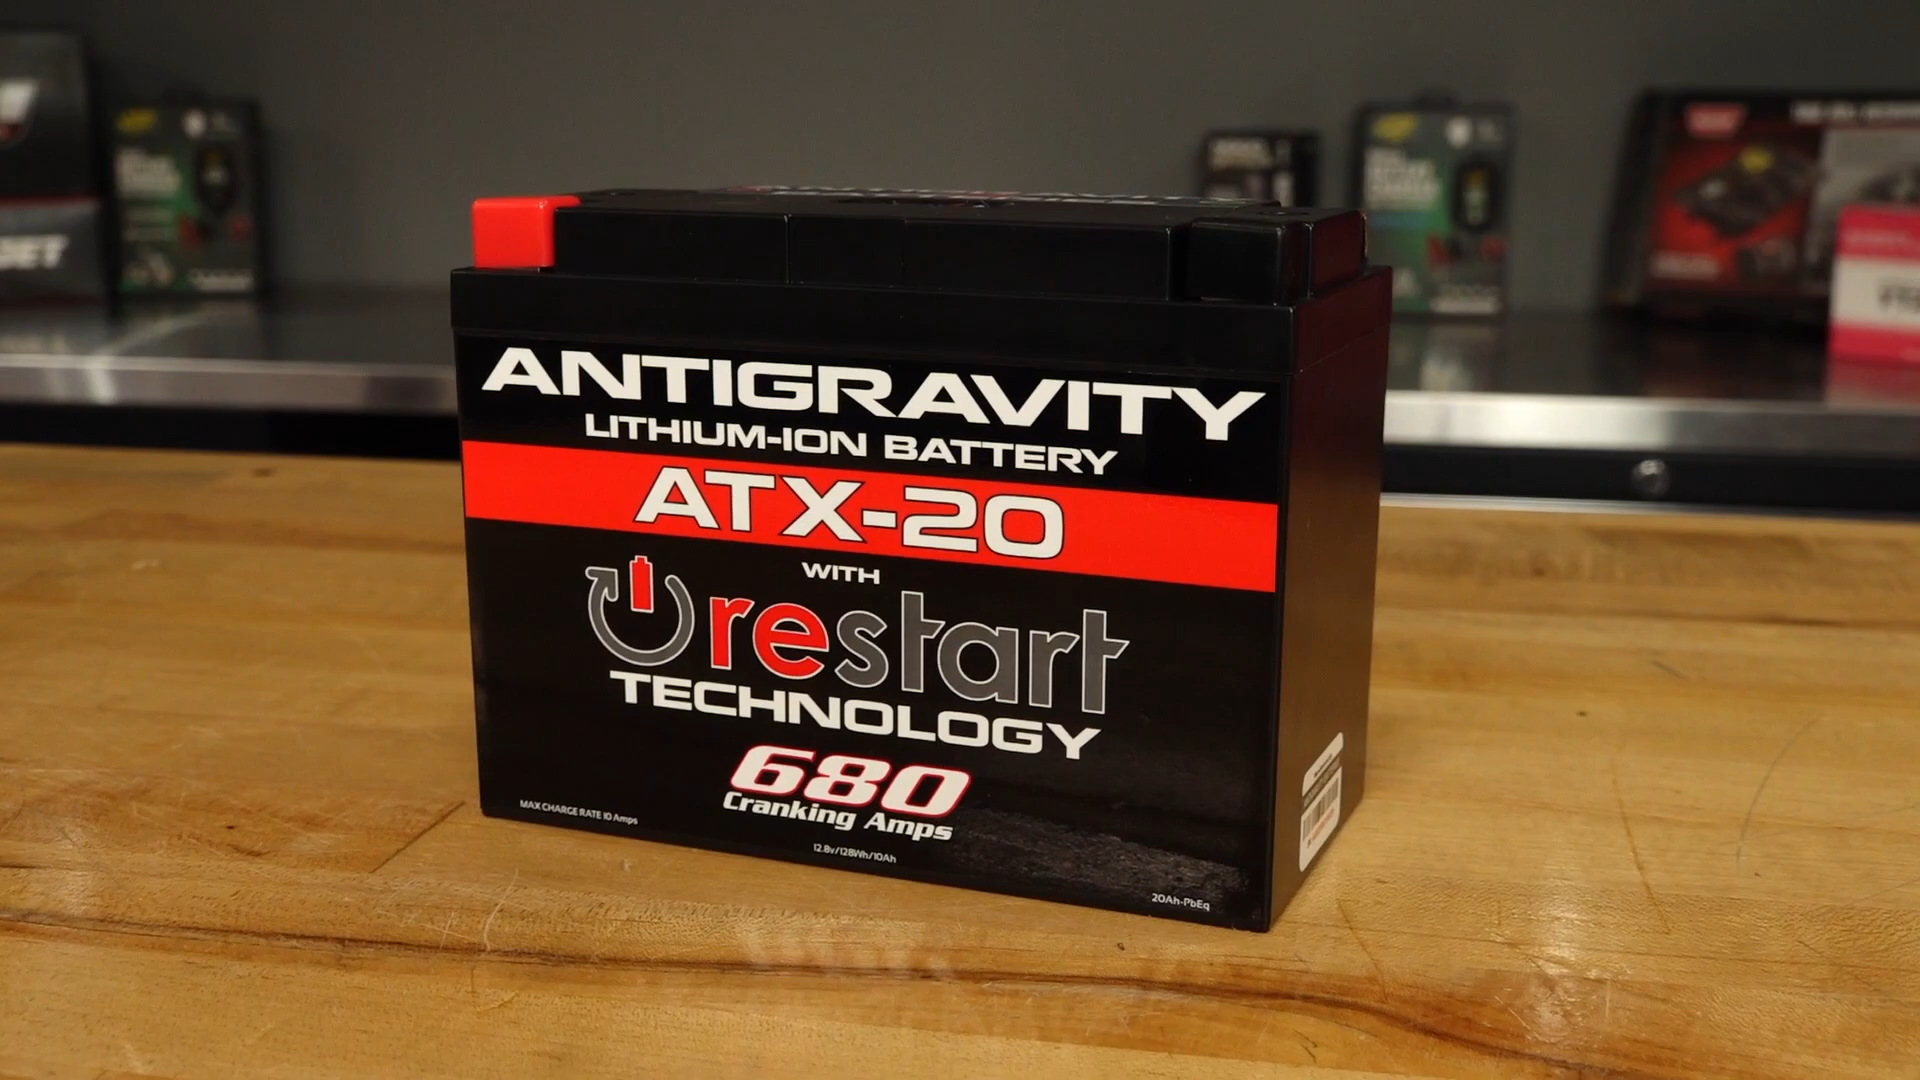 ANTIGRAVITY
LITHIUM-ION BATTERY
ATX-20
WITH
restart
TECHNOLOGY
680
Cranking Amps
MAX CHARGE RATE 10 Amps
12.8v/128Wh/10Ah
20Ah-PbEq